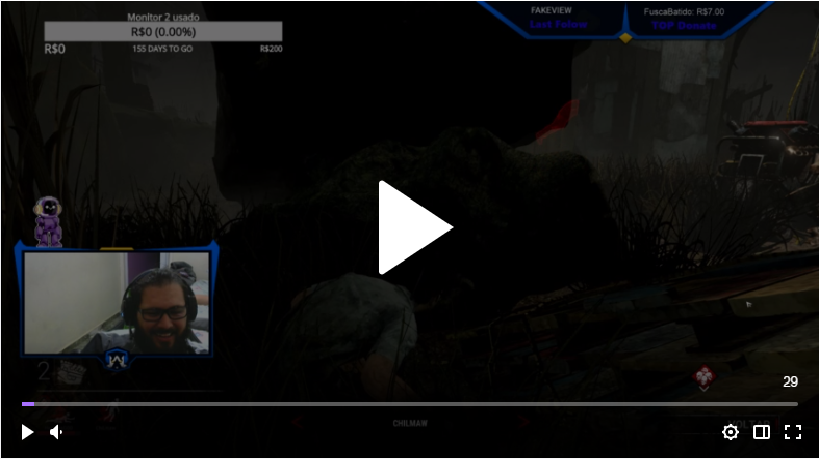 Monitor 2 usado
R$0 (0.00%)
R$0
155 DAYS TO GO
R$200
FAKEVIEW
Last Follow
FuscaBatido: R$7.00
TOP Donate
2
29
CHILMAW